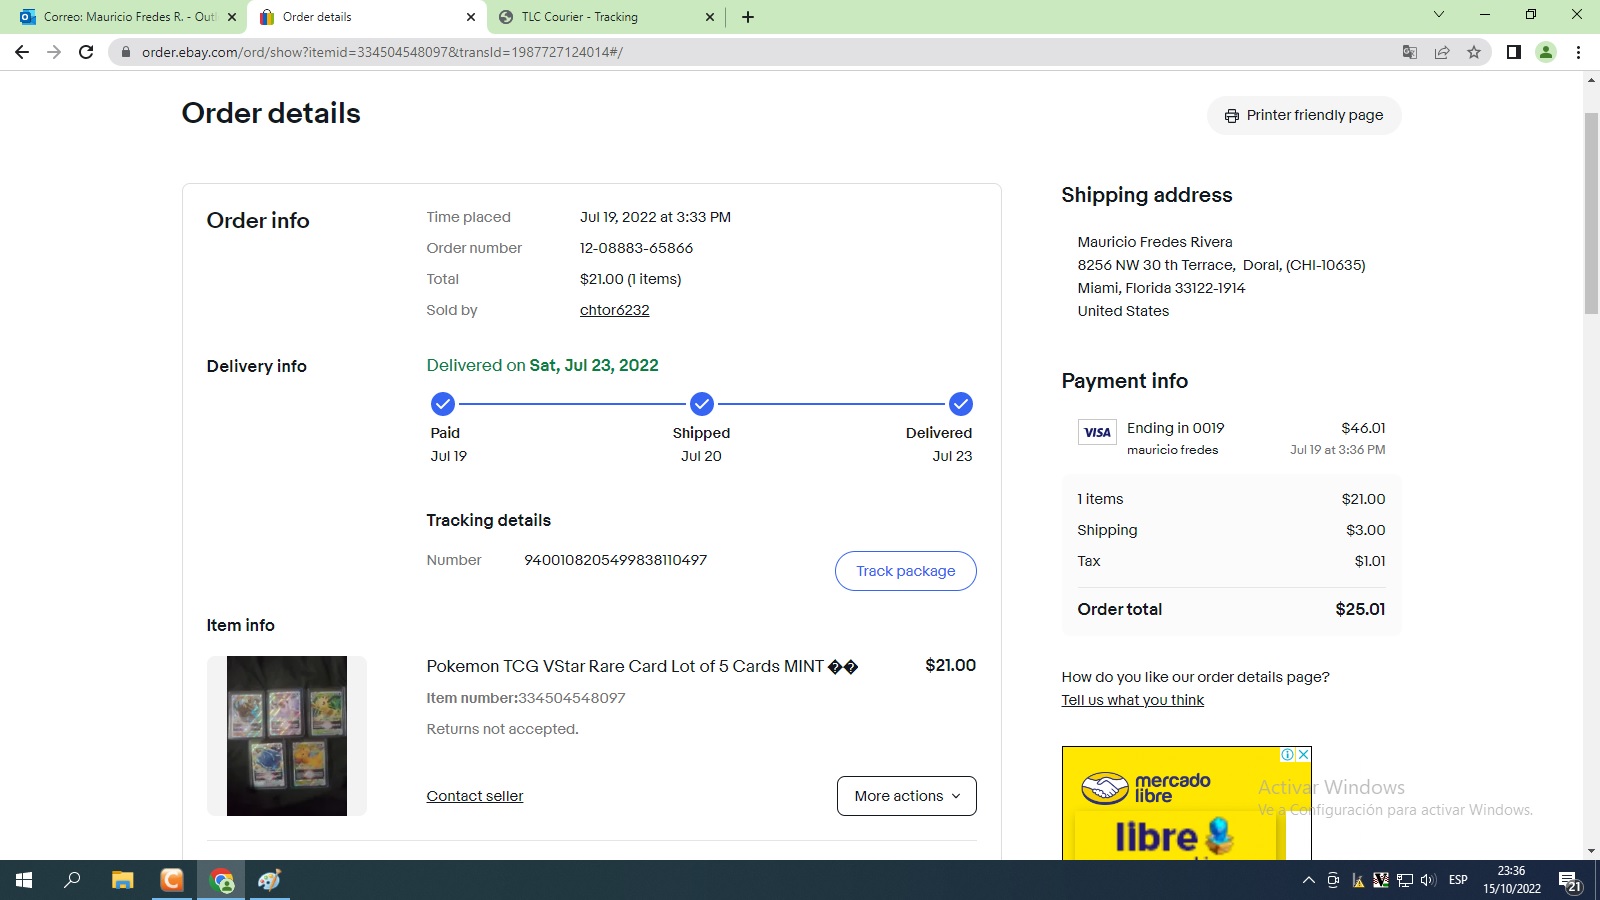 Correo: Mauricio Fredes R. - Outl
Order details
TLC Courier - Tracking
order.ebay.com/ord/show?itemid=334504548097&transId=1987727124014#/
Order details
Printer friendly page
Order info
Time placed
Jul 19, 2022 at 3:33 PM
Order number
12-08883-65866
Total
$21.00 (1 items)
Sold by
chtor6232
Delivery info
Delivered on Sat, Jul 23, 2022
Paid
Shipped
Delivered
Jul 19
Jul 20
Jul 23
Tracking details
Number
9400108205499838110497
Track package
Item info
Pokemon TCG VStar Rare Card Lot of 5 Cards MINT ��
$21.00
Item number:334504548097
Returns not accepted.
Contact seller
More actions
Shipping address
Mauricio Fredes Rivera
8256 NW 30 th Terrace, Doral, (CHI-10635)
Miami, Florida 33122-1914
United States
Payment info
VISA
Ending in 0019
$46.01
mauricio fredes
Jul 19 at 3:36 PM
1 items
$21.00
Shipping
$3.00
Tax
$1.01
Order total
$25.01
How do you like our order details page?
Tell us what you think
mercado
libre
libre
Activar Windows
Ve a Configuración para activar Windows.
ESP
23:36
15/10/2022
21